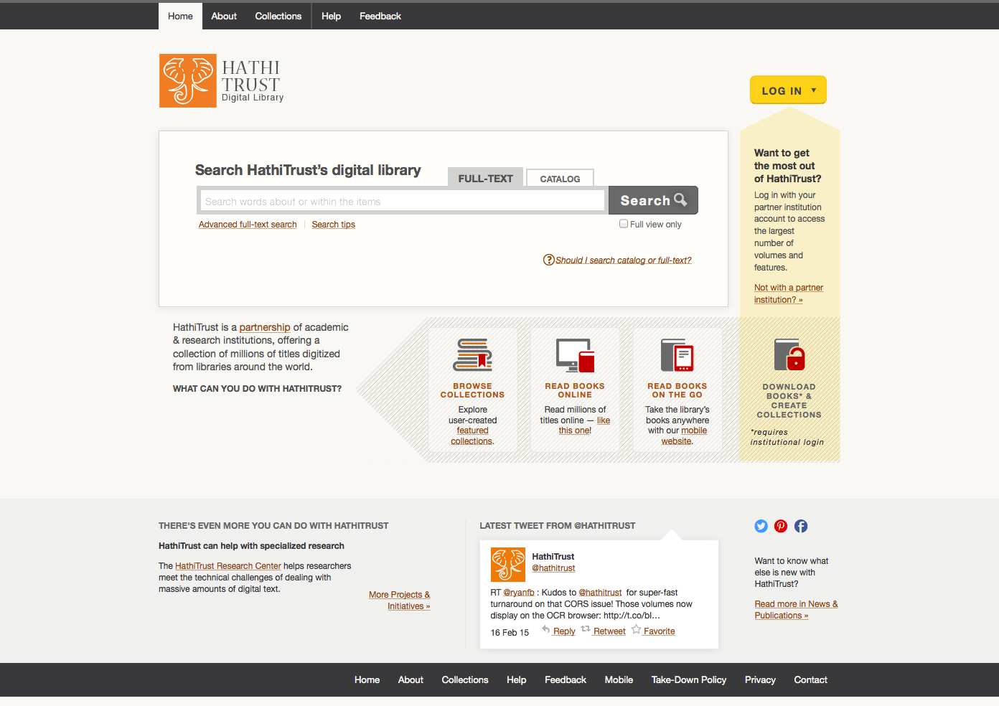 Home About Collections Help Feedback
HATHI
TRUST
Digital Library
LOG IN
Search HathiTrust's digital library
FULL-TEXT CATALOG
Search words about or within the items
Search
Advanced full-text search Search tips
Full view only
Should I search catalog or full-text?
Want to get
the most out
of HathiTrust?
Log in with your
partner institution
account to access
the largest
number of
volumes and
features.
Not with a partner
institution? »
HathiTrust is a partnership of academic
& research institutions, offering a
collection of millions of titles digitized
from libraries around the world.
WHAT CAN YOU DO WITH HATHITRUST?
BROWSE
COLLECTIONS
Explore
user-created
featured
collections.
READ BOOKS
ONLINE
Read millions of
titles online — like
this one!
READ BOOKS
ON THE GO
Take the library's
books anywhere
with our mobile
website.
DOWNLOAD
BOOKS* &
CREATE
COLLECTIONS
*requires
institutional login
THERE'S EVEN MORE YOU CAN DO WITH HATHITRUST
HathiTrust can help with specialized research
The HathiTrust Research Center helps researchers
meet the technical challenges of dealing with
massive amounts of digital text.
More Projects &
Initiatives »
LATEST TWEET FROM @HATHITRUST
HathiTrust
@hathitrust
RT @ryanfb : Kudos to @hathitrust for super-fast
turnaround on that CORS issue! Those volumes now
display on the OCR browser: http://t.co/bI…
16 Feb 15 Reply Retweet Favorite
Want to know what
else is new with
HathiTrust?
Read more in News &
Publications »
Home About Collections Help Feedback Mobile Take-Down Policy Privacy Contact